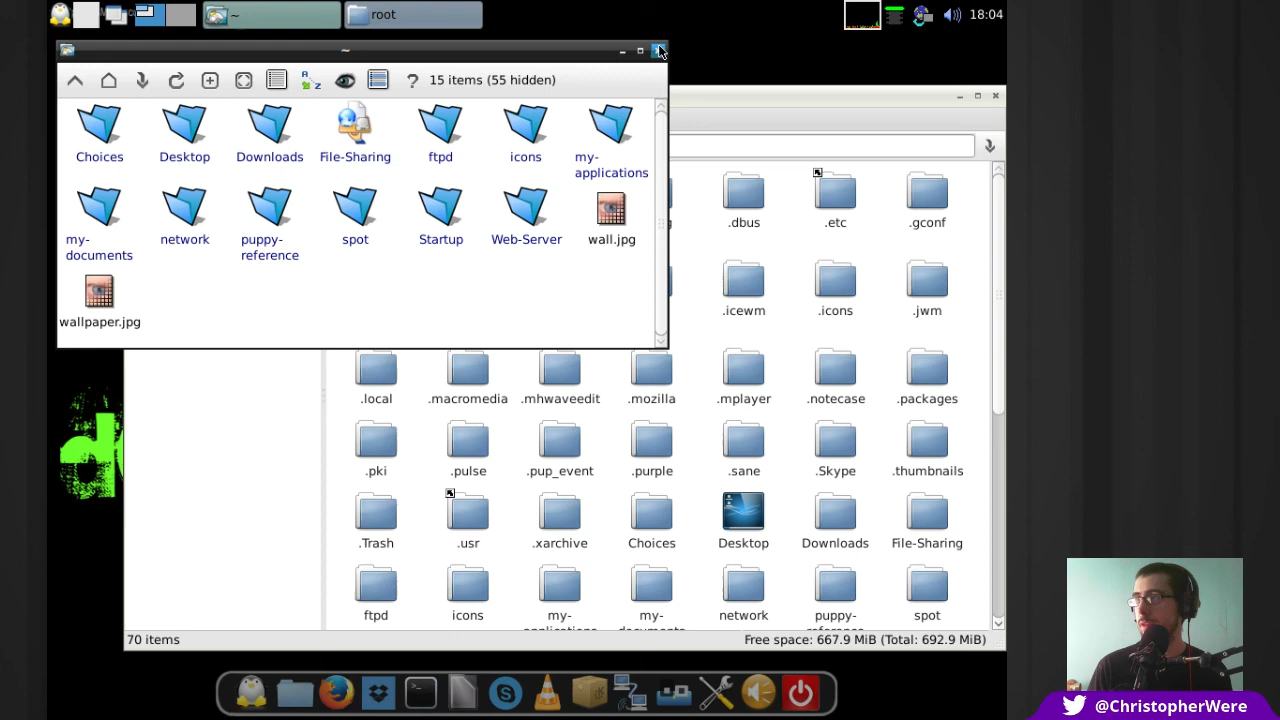 ~
root
18:04
~
15 items (55 hidden)
Choices
Desktop
Downloads
File-Sharing
ftpd
icons
my-
applications
my-
documents
network
puppy-
reference
spot
Startup
Web-Server
wall.jpg
wallpaper.jpg
.dbus
.etc
.gconf
.icewm
.icons
.jwm
.local
.macromedia
.mhwaveedit
.mozilla
.mplayer
.notecase
.packages
.pki
.pulse
.pup_event
.purple
.sane
.Skype
.thumbnails
.Trash
.usr
.xarchive
Choices
Desktop
Downloads
File-Sharing
ftpd
icons
my-
applications
my-
documents
network
puppy-
reference
spot
70 items
Free space: 667.9 MiB (Total: 692.9 MiB)
@ChristopherWere